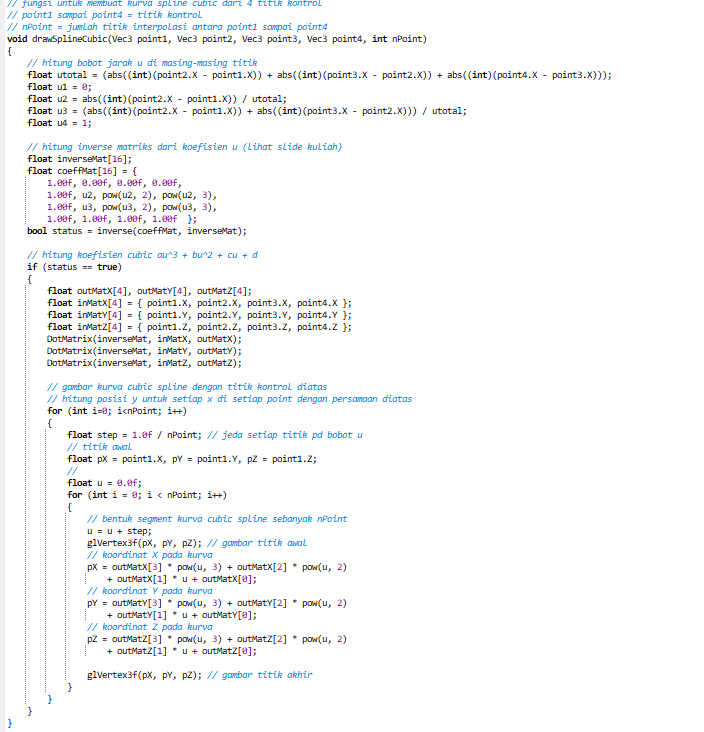 // fungsi untuk membuat kurva spline cubic dari 4 titik kontrol
// point1 sampai point4 = titik kontrol
// nPoint = jumlah titik interpolasi antara point1 sampai point4
void drawSplineCubic(Vec3 point1, Vec3 point2, Vec3 point3, Vec3 point4, int nPoint)
{
    // hitung bobot jarak u di masing-masing titik
    float utotal = (abs((int)(point2.X - point1.X)) + abs((int)(point3.X - point2.X)) + abs((int)(point4.X - point3.X)));
    float u1 = 0;
    float u2 = abs((int)(point2.X - point1.X)) / utotal;
    float u3 = (abs((int)(point2.X - point1.X)) + abs((int)(point3.X - point2.X))) / utotal;
    float u4 = 1;

    // hitung inverse matriks dari koefisien u (lihat slide kuliah)
    float inverseMat[16];
    float coeffMat[16] = {
        1.00f, 0.00f, 0.00f, 0.00f,
        1.00f, u2, pow(u2, 2), pow(u2, 3),
        1.00f, u3, pow(u3, 2), pow(u3, 3),
        1.00f, 1.00f, 1.00f, 1.00f  };
    bool status = inverse(coeffMat, inverseMat);

    // hitung koefisien cubic au^3 + bu^2 + cu + d
    if (status == true)
    {
        float outMatX[4], outMatY[4], outMatZ[4];
        float inMatX[4] = { point1.X, point2.X, point3.X, point4.X };
        float inMatY[4] = { point1.Y, point2.Y, point3.Y, point4.Y };
        float inMatZ[4] = { point1.Z, point2.Z, point3.Z, point4.Z };
        DotMatrix(inverseMat, inMatX, outMatX);
        DotMatrix(inverseMat, inMatY, outMatY);
        DotMatrix(inverseMat, inMatZ, outMatZ);

        // gambar kurva cubic spline dengan titik kontrol diatas
        // hitung posisi y untuk setiap x di setiap point dengan persamaan diatas
        for (int i=0; i<nPoint; i++)
        {
            float step = 1.0f / nPoint; // jeda setiap titik pd bobot u
            // titik awal
            float pX = point1.X, pY = point1.Y, pZ = point1.Z;
            //
            float u = 0.0f;
            for (int i = 0; i < nPoint; i++)
            {
                // bentuk segment kurva cubic spline sebanyak nPoint
                u = u + step;
                glVertex3f(pX, pY, pZ); // gambar titik awal
                // koordinat X pada kurva
                pX = outMatX[3] * pow(u, 3) + outMatX[2] * pow(u, 2)
                    + outMatX[1] * u + outMatX[0];
                // koordinat Y pada kurva
                pY = outMatY[3] * pow(u, 3) + outMatY[2] * pow(u, 2)
                    + outMatY[1] * u + outMatY[0];
                // koordinat Z pada kurva
                pZ = outMatZ[3] * pow(u, 3) + outMatZ[2] * pow(u, 2)
                    + outMatZ[1] * u + outMatZ[0];

                glVertex3f(pX, pY, pZ); // gambar titik akhir
            }
        }
    }
}